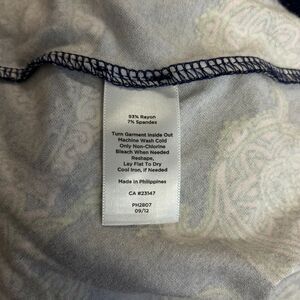 93% Rayon
7% Spandex
Turn Garment Inside Out
Machine Wash Cold
Only Non-Chlorine
Bleach When Needed
Reshape,
Lay Flat To Dry
Cool Iron, if Needed
Made in Philippines
CA #23147
PH2807
09/12